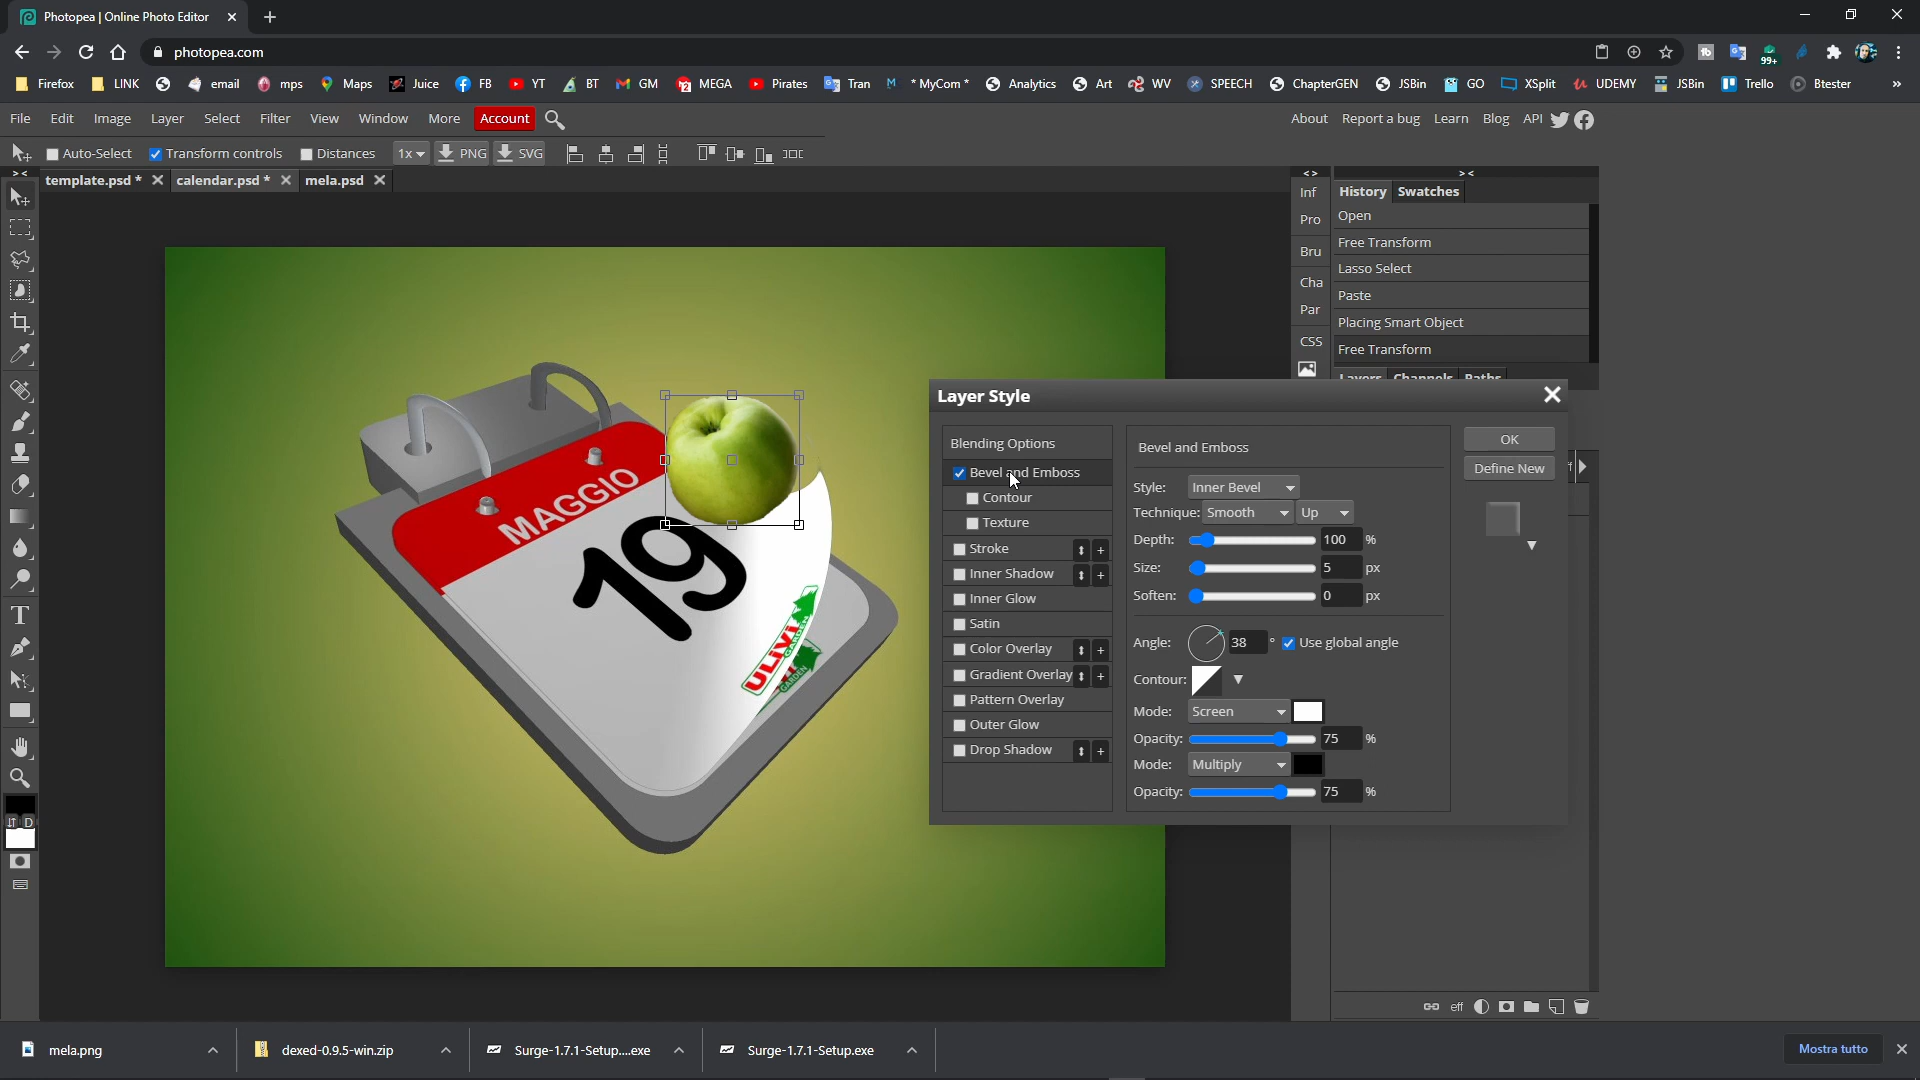 Photopea | Online Photo Editor
photopea.com
99+
Firefox LINK email mps Maps Juice FB YT BT GM MEGA Pirates Tran * MyCom * Analytics Art WV SPEECH ChapterGEN JSBin GO XSplit UDEMY JSBin Trello Btester »
File Edit Image Layer Select Filter View Window More Account About Report a bug Learn Blog API
Auto-Select Transform controls Distances 1x PNG SVG
template.psd * calendar.psd * mela.psd
Inf
Pro
Bru
Cha
Par
CSS
History Swatches
Open
Free Transform
Lasso Select
Paste
Placing Smart Object
Free Transform
Layers Channels Paths
MAGGIO
19
ULIVI
GARDEN
GARDEN
Layer Style
Blending Options
Bevel and Emboss
Contour
Texture
Stroke
Inner Shadow
Inner Glow
Satin
Color Overlay
Gradient Overlay
Pattern Overlay
Outer Glow
Drop Shadow
Bevel and Emboss
Style: Inner Bevel
Technique: Smooth Up
Depth: 100 %
Size: 5 px
Soften: 0 px
Angle: 38 ° Use global angle
Contour:
Mode: Screen
Opacity: 75 %
Mode: Multiply
Opacity: 75 %
OK
Define New
D
eff
mela.png dexed-0.9.5-win.zip Surge-1.7.1-Setup....exe Surge-1.7.1-Setup.exe Mostra tutto